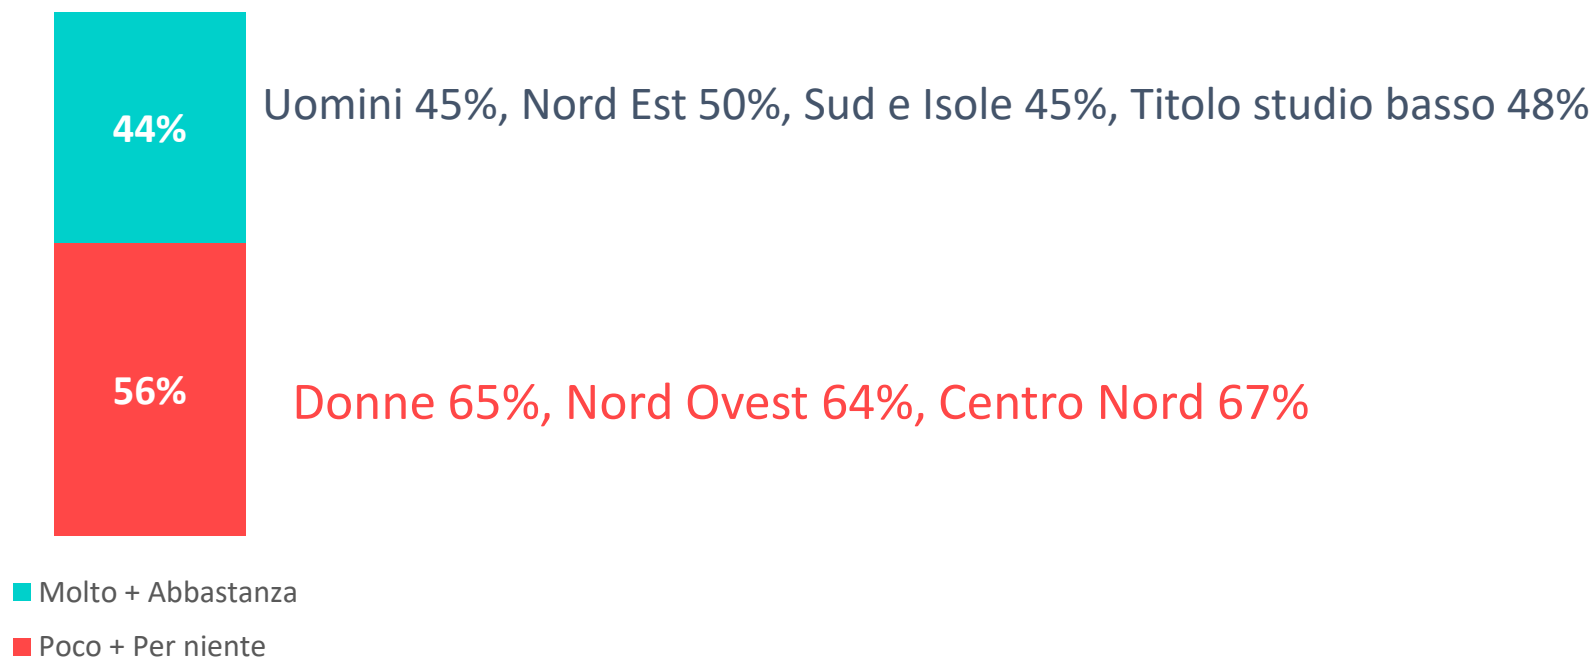 44%
Uomini 45%, Nord Est 50%, Sud e Isole 45%, Titolo studio basso 48%
56%
Donne 65%, Nord Ovest 64%, Centro Nord 67%
Molto + Abbastanza
Poco + Per niente